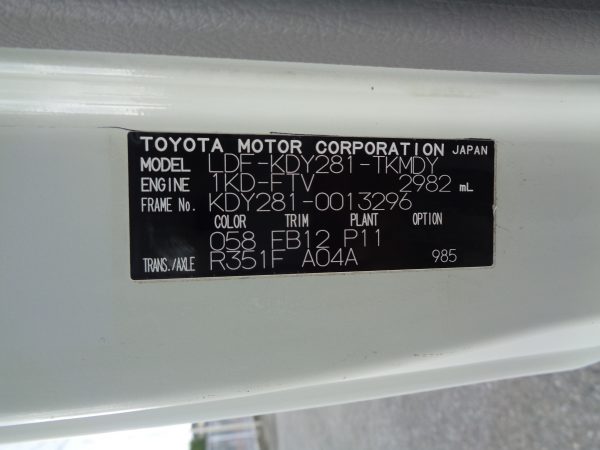 TOYOTA MOTOR CORPORATION JAPAN
MODEL LDF-KDY281-TKMDY
ENGINE 1KD-FTV 2982 mL
FRAME No. KDY281-0013296
COLOR TRIM PLANT OPTION
058 FB12 P11
TRANS./AXLE R351F A04A 985